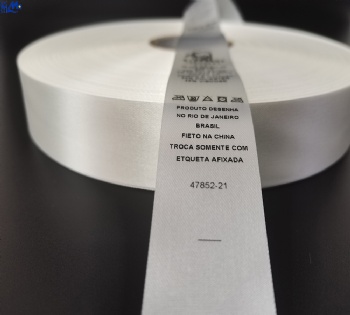 PRODUTO DESENHA
NO RIO DE JANEIRO
BRASIL
FIETO NA CHINA
TROCA SOMENTE COM
ETIQUETA AFIXADA
47852-21